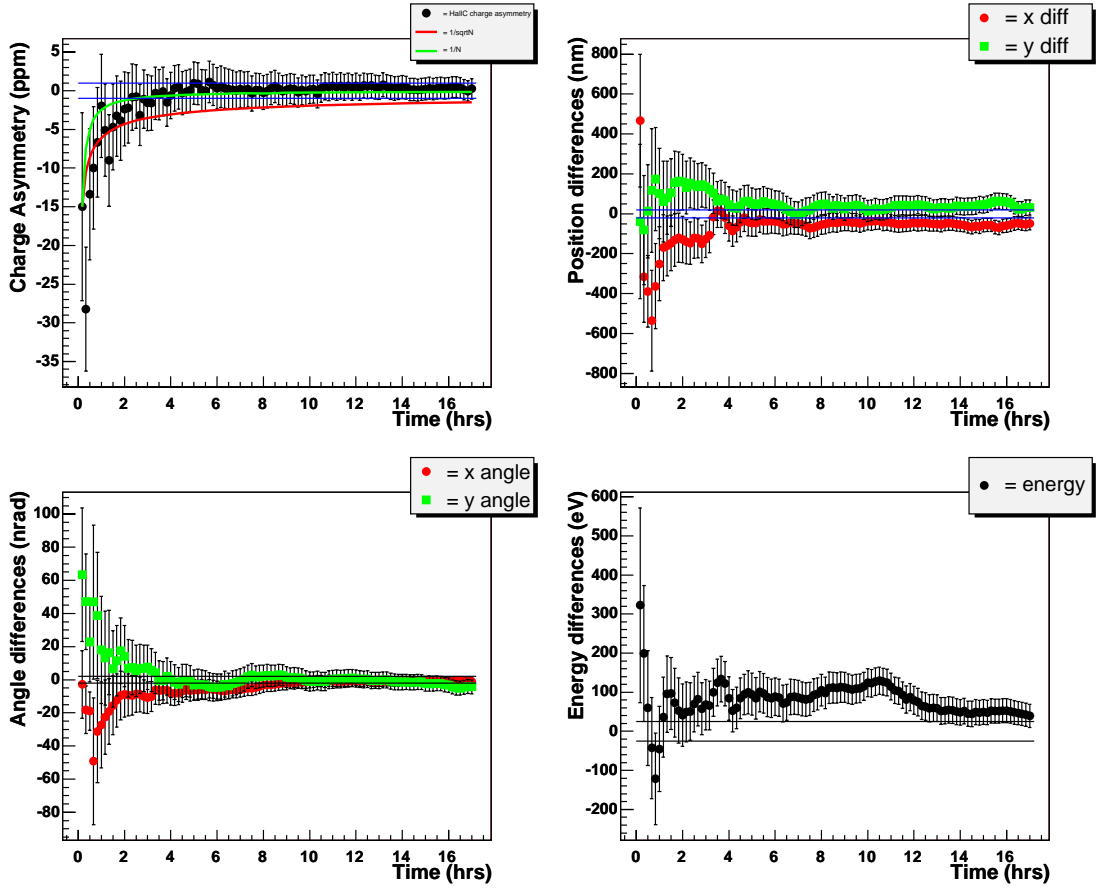 = HallC charge asymmetry
= 1/sqrtN
= 1/N
Charge Asymmetry (ppm)
5
0
-5
-10
-15
-20
-25
-30
-35
0 2 4 6 8 10 12 14 16
Time (hrs)
= x diff
= y diff
Position differences (nm)
800
600
400
200
0
-200
-400
-600
-800
0 2 4 6 8 10 12 14 16
Time (hrs)
= x angle
= y angle
Angle differences (nrad)
100
80
60
40
20
0
-20
-40
-60
-80
0 2 4 6 8 10 12 14 16
Time (hrs)
= energy
Energy differences (eV)
600
500
400
300
200
100
0
-100
-200
0 2 4 6 8 10 12 14 16
Time (hrs)